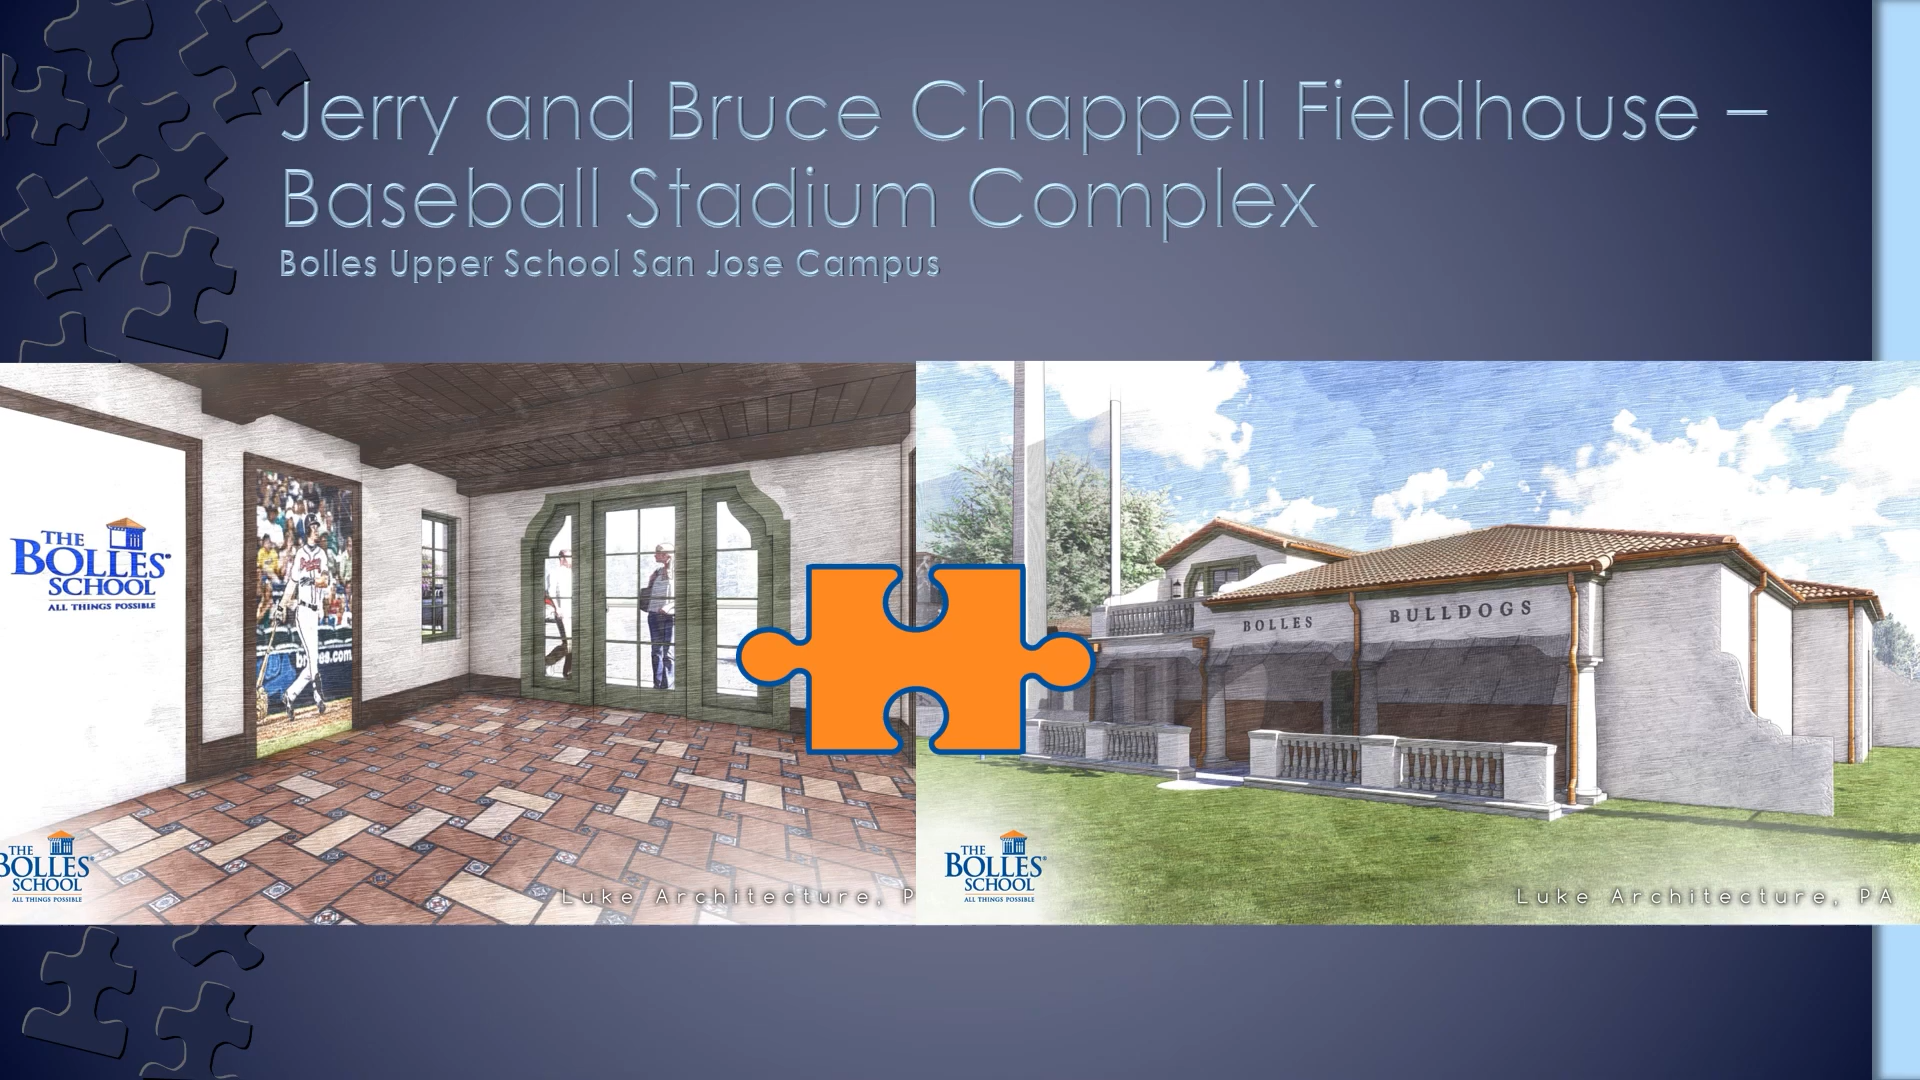 Jerry and Bruce Chappell Fieldhouse –
Baseball Stadium Complex
Bolles Upper School San Jose Campus
THE
BOLLES®
SCHOOL
ALL THINGS POSSIBLE
braves.com
BOLLES BULLDOGS
THE
BOLLES®
SCHOOL
ALL THINGS POSSIBLE
Luke Architecture, P
THE
BOLLES®
SCHOOL
ALL THINGS POSSIBLE
Luke Architecture, PA